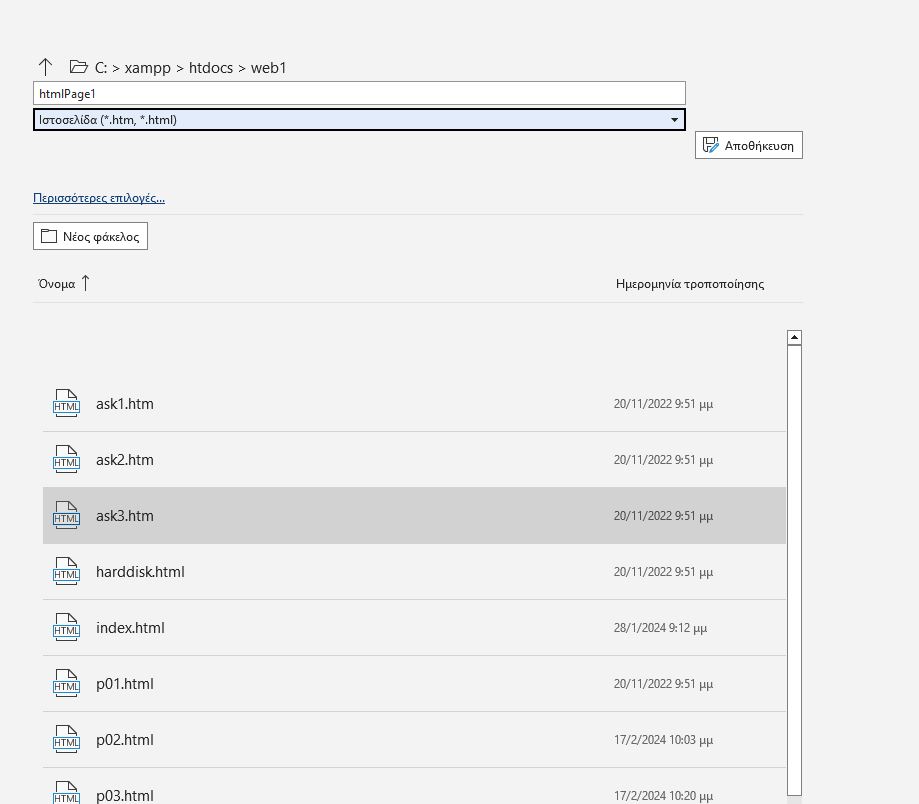 C: > xampp > htdocs > web1
htmlPage1
Ιστοσελίδα (*.htm, *.html)
Αποθήκευση
Περισσότερες επιλογές...
Νέος φάκελος
Όνομα ↑ Ημερομηνία τροποποίησης
HTML ask1.htm 20/11/2022 9:51 μμ
HTML ask2.htm 20/11/2022 9:51 μμ
HTML ask3.htm 20/11/2022 9:51 μμ
HTML harddisk.html 20/11/2022 9:51 μμ
HTML index.html 28/1/2024 9:12 μμ
HTML p01.html 20/11/2022 9:51 μμ
HTML p02.html 17/2/2024 10:03 μμ
HTML p03.html 17/2/2024 10:20 μμ